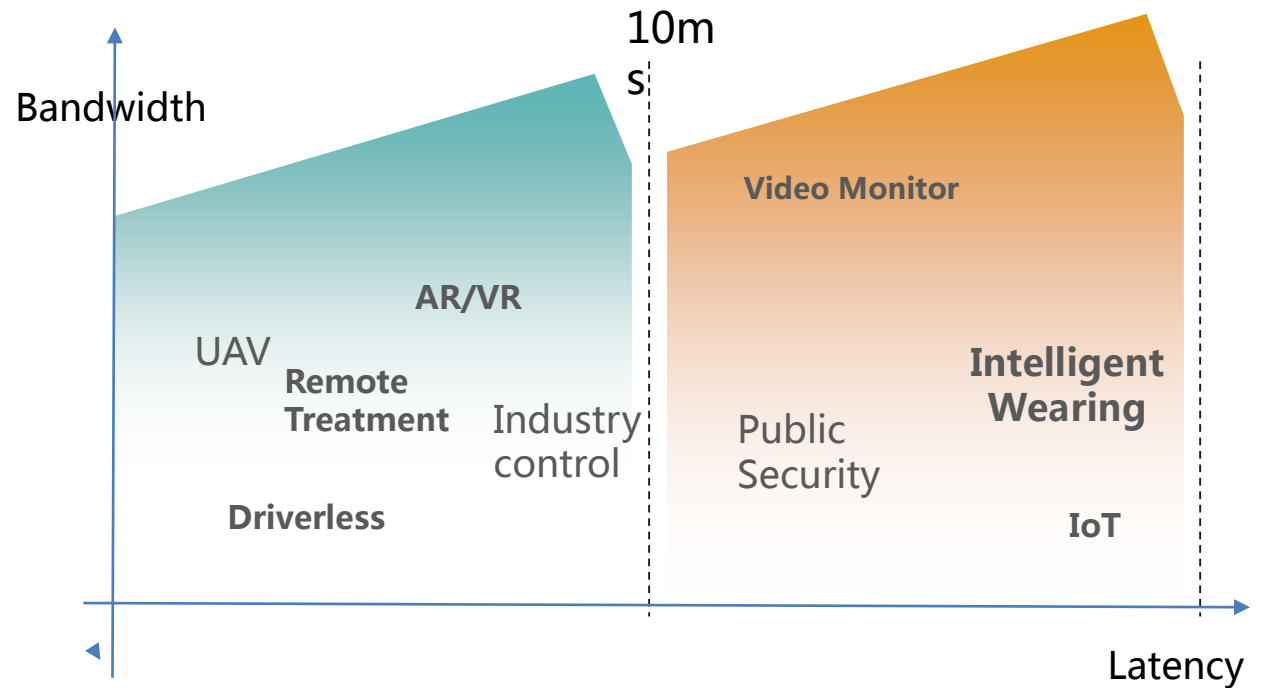 10m
s
Bandwidth
Video Monitor
AR/VR
UAV
Remote
Treatment
Industry
control
Intelligent
Wearing
Public
Security
Driverless
IoT
Latency